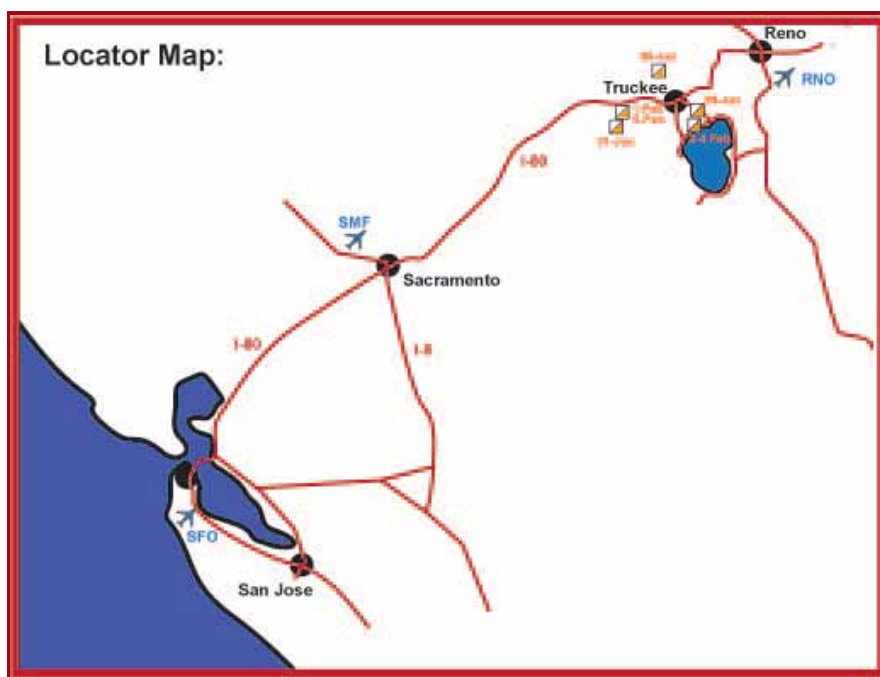 Locator Map:
Reno
RNO
Truckee
I-80
SMF
Sacramento
I-80
I-5
SFO
San Jose